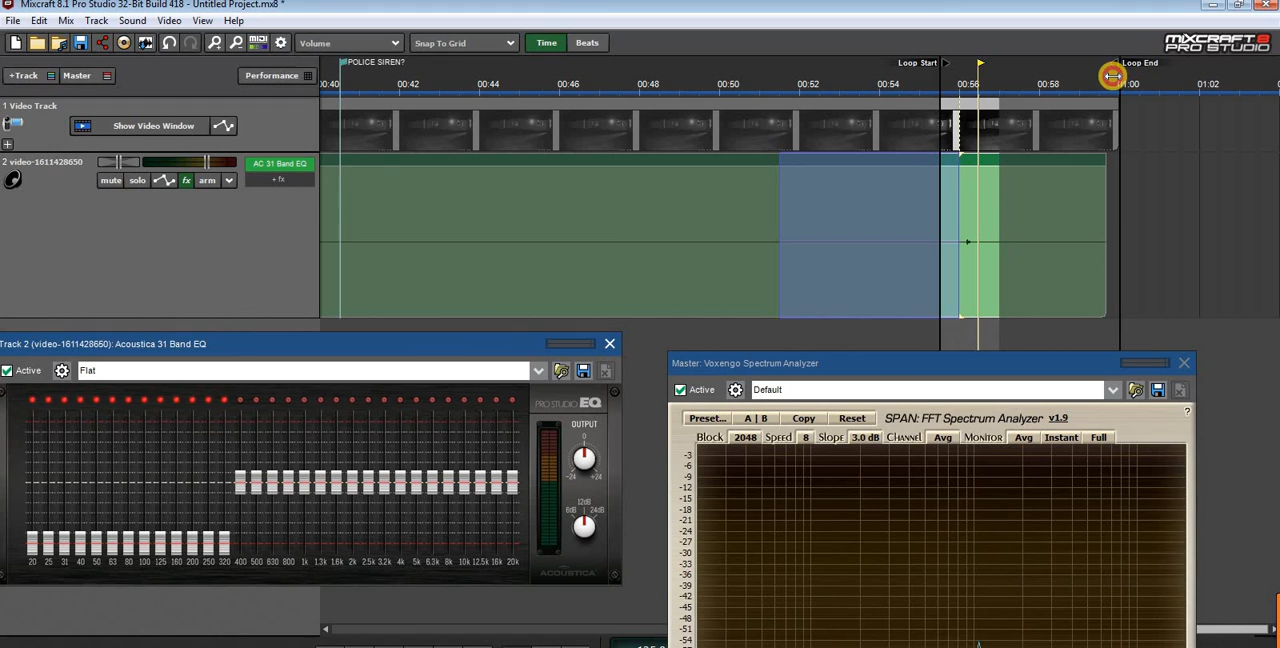 Mixcraft 8.1 Pro Studio 32-Bit Build 418 - Untitled Project.mx8 *
File Edit Mix Track Sound Video View Help
Volume Snap To Grid Time Beats MIXCRAFT 8 PRO STUDIO
POLICE SIREN? Loop Start Loop End
+Track Master Performance
:40 00:42 00:44 00:46 00:48 00:50 00:52 00:54 00:56 00:58 01:00 01:02
1 Video Track
Show Video Window
2 video-1611428650 AC 31 Band EQ
mute solo fx arm + fx
Track 2 (video-1611428650): Acoustica 31 Band EQ
Active Flat
PRO STUDIO EQ
OUTPUT
0
-24 +24
12dB
6dB 24dB
20 25 31 40 50 63 80 100 125 160 200 250 320 400 500 630 800 1k 1.3k 1.6k 2k 2.5k 3.2k 4k 5k 6.3k 8k 10k 12.5k 16k 20k
ACOUSTICA
Master: Voxengo Spectrum Analyzer
Active Default
Preset... A | B Copy Reset SPAN: FFT Spectrum Analyzer v1.9 ?
Block 2048 Speed 8 Slope 3.0 dB Channel Avg Monitor Avg Instant Full
-3
-6
-9
-12
-15
-18
-21
-24
-27
-30
-33
-36
-39
-42
-45
-48
-51
-54